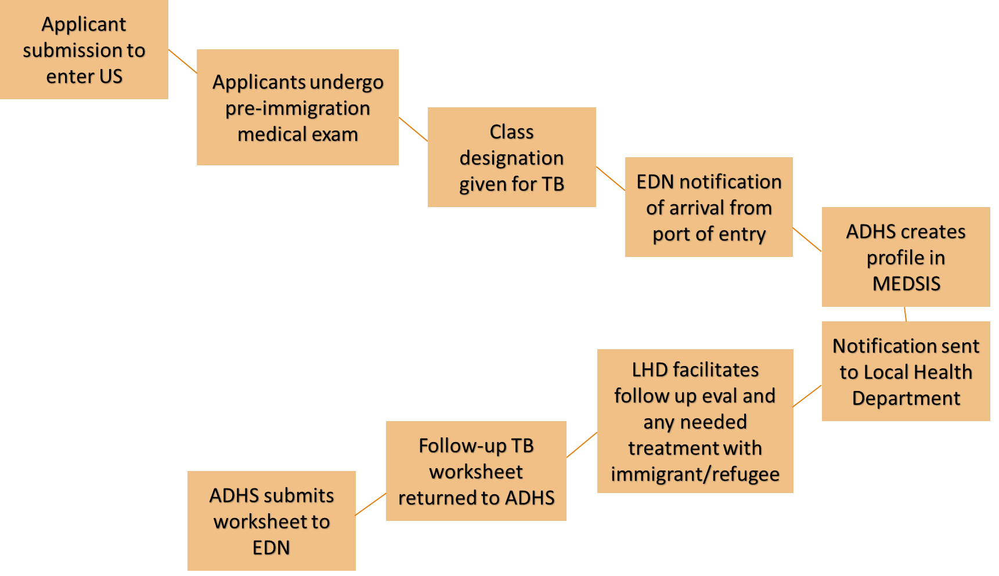 Applicant
submission to
enter US
Applicants undergo
pre-immigration
medical exam
Class
designation
given for TB
EDN notification
of arrival from
port of entry
ADHS creates
profile in
MEDSIS
Notification sent
to Local Health
Department
LHD facilitates
follow up eval and
any needed
treatment with
immigrant/refugee
Follow-up TB
worksheet
returned to ADHS
ADHS submits
worksheet to
EDN